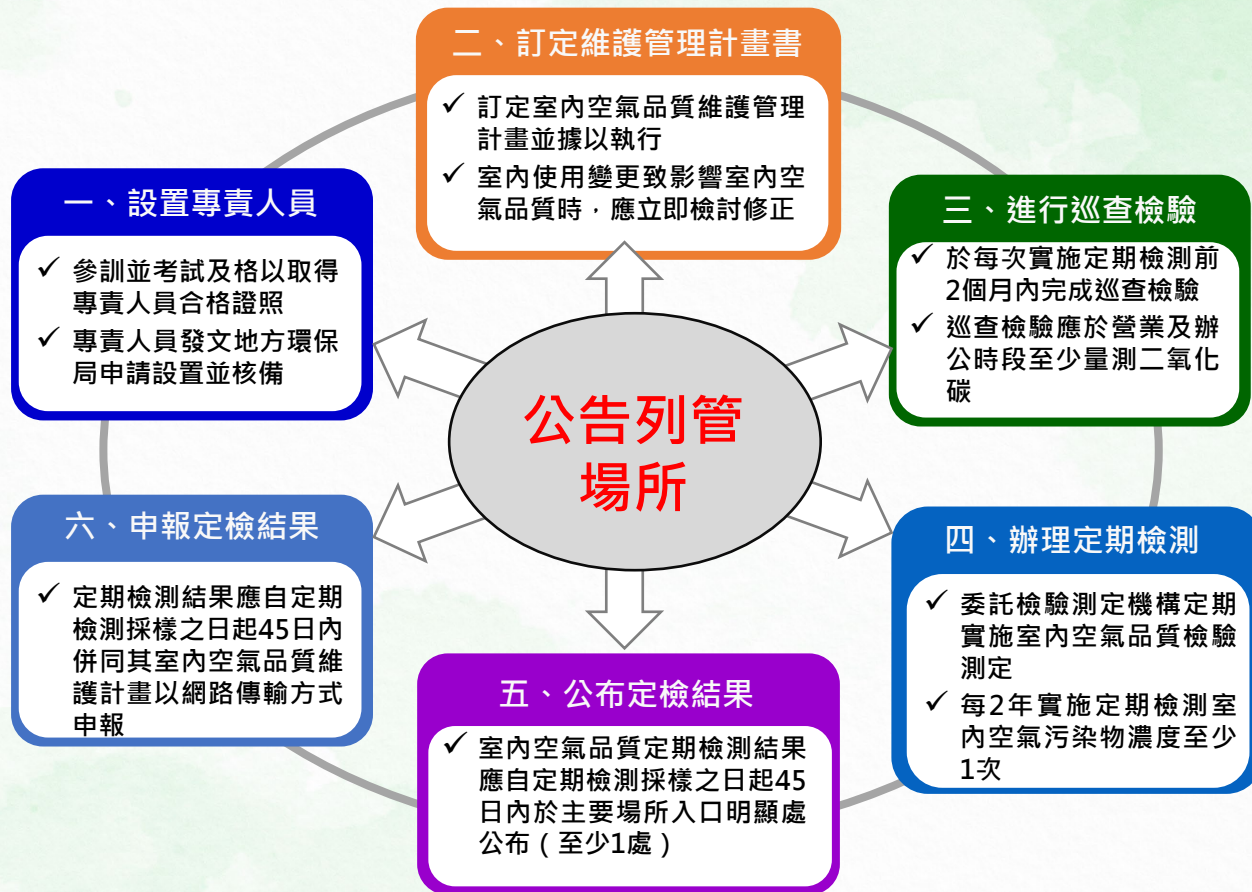 一、設置專責人員
✓ 參訓並考試及格以取得
專責人員合格證照
✓ 專責人員發文地方環保
局申請設置並核備
二、訂定維護管理計畫書
✓ 訂定室內空氣品質維護管理
計畫並據以執行
✓ 室內使用變更致影響室內空
氣品質時，應立即檢討修正
三、進行巡查檢驗
✓ 於每次實施定期檢測前
2個月內完成巡查檢驗
✓ 巡查檢驗應於營業及辦
公時段至少量測二氧化
碳
公告列管
場所
四、辦理定期檢測
✓ 委託檢驗測定機構定期
實施室內空氣品質檢驗
測定
✓ 每2年實施定期檢測室
內空氣污染物濃度至少
1次
五、公布定檢結果
✓ 室內空氣品質定期檢測結果
應自定期檢測採樣之日起45
日內於主要場所入口明顯處
公布（至少1處）
六、申報定檢結果
✓ 定期檢測結果應自定期
檢測採樣之日起45日內
併同其室內空氣品質維
護計畫以網路傳輸方式
申報